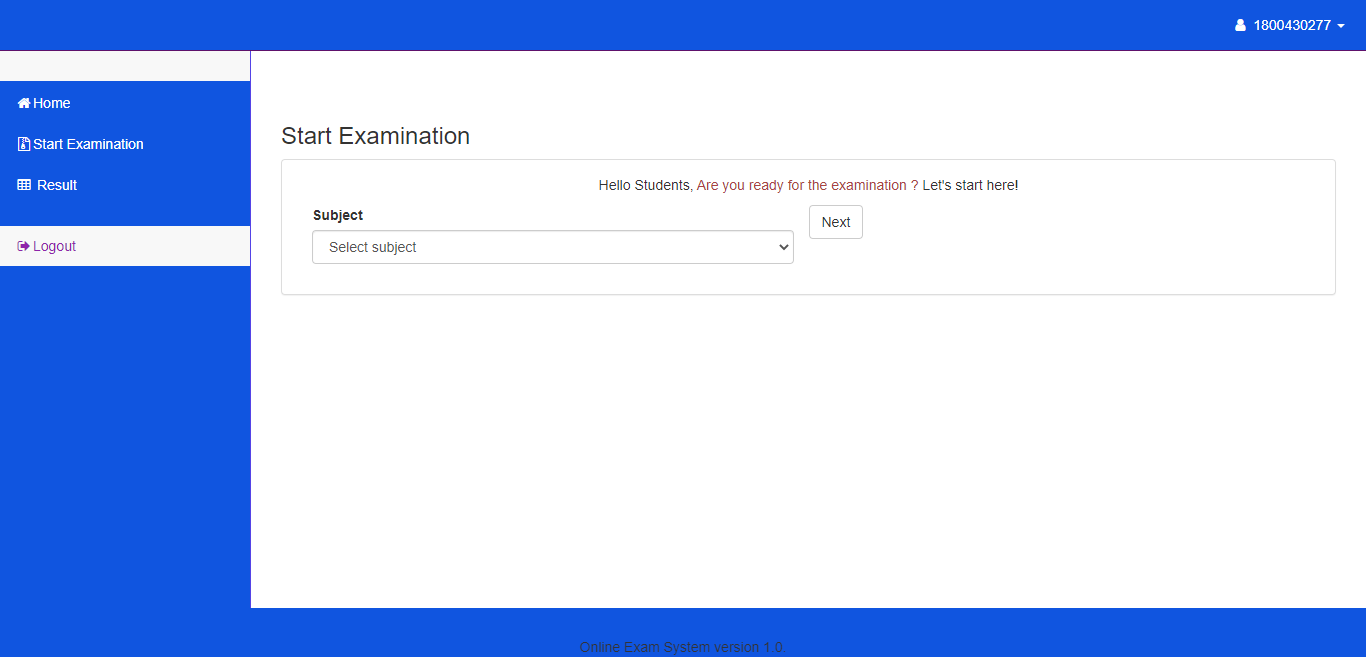 1800430277
Home
Start Examination
Result
Logout
Start Examination
Hello Students, Are you ready for the examination ? Let's start here!
Subject
Next
Select subject
Online Exam System version 1.0.